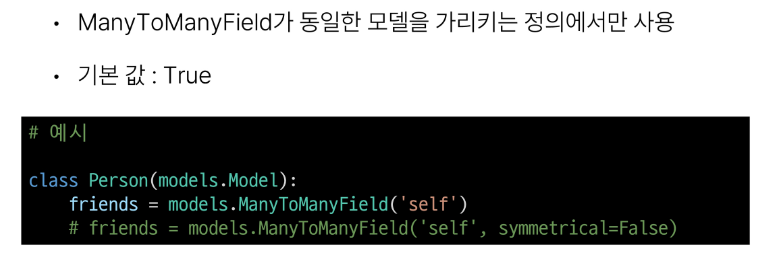 • ManyToManyField가 동일한 모델을 가리키는 정의에서만 사용
• 기본 값 : True
# 예시
class Person(models.Model):
    friends = models.ManyToManyField('self')
    # friends = models.ManyToManyField('self', symmetrical=False)